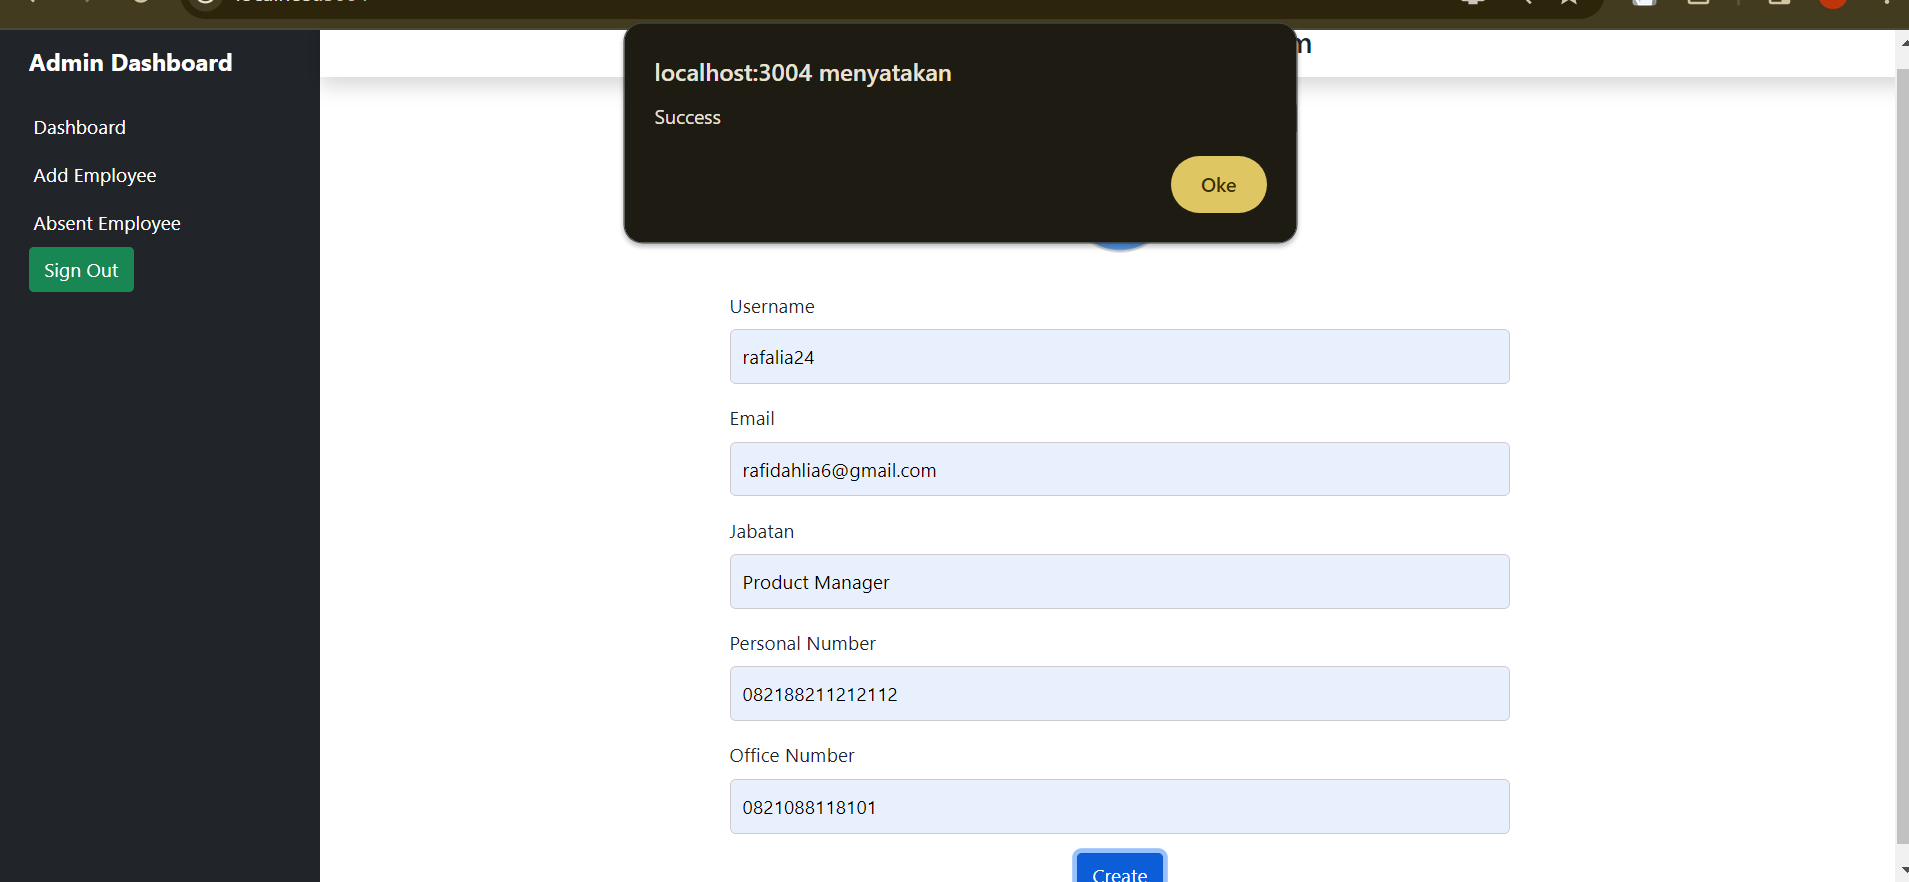 Admin Dashboard
Dashboard
Add Employee
Absent Employee
Sign Out
localhost:3004 menyatakan
Success
Oke
Username
rafalia24
Email
rafidahlia6@gmail.com
Jabatan
Product Manager
Personal Number
082188211212112
Office Number
0821088118101
Create